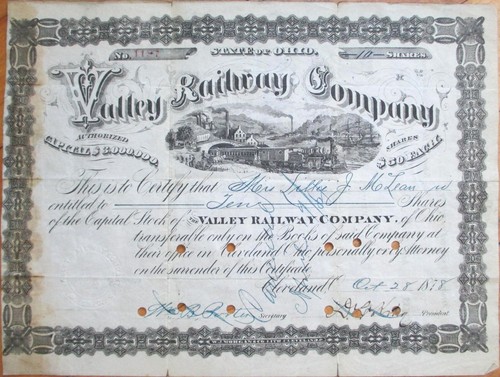 No.
STATE OF OHIO.
10 SHARES
Valley Railway Company
AUTHORIZED CAPITAL $3,000,000.
SHARES $50 EACH.
This is to Certify that Mrs J. McLean is
entitled to Ten Shares
of the Capital Stock of THE VALLEY RAILWAY COMPANY, of Ohio,
transferable only on the Books of said Company at
their office in Cleveland Ohio personally or by Attorney
on the surrender of this Certificate
Cleveland, O. Oct 28 1878
Secretary
President